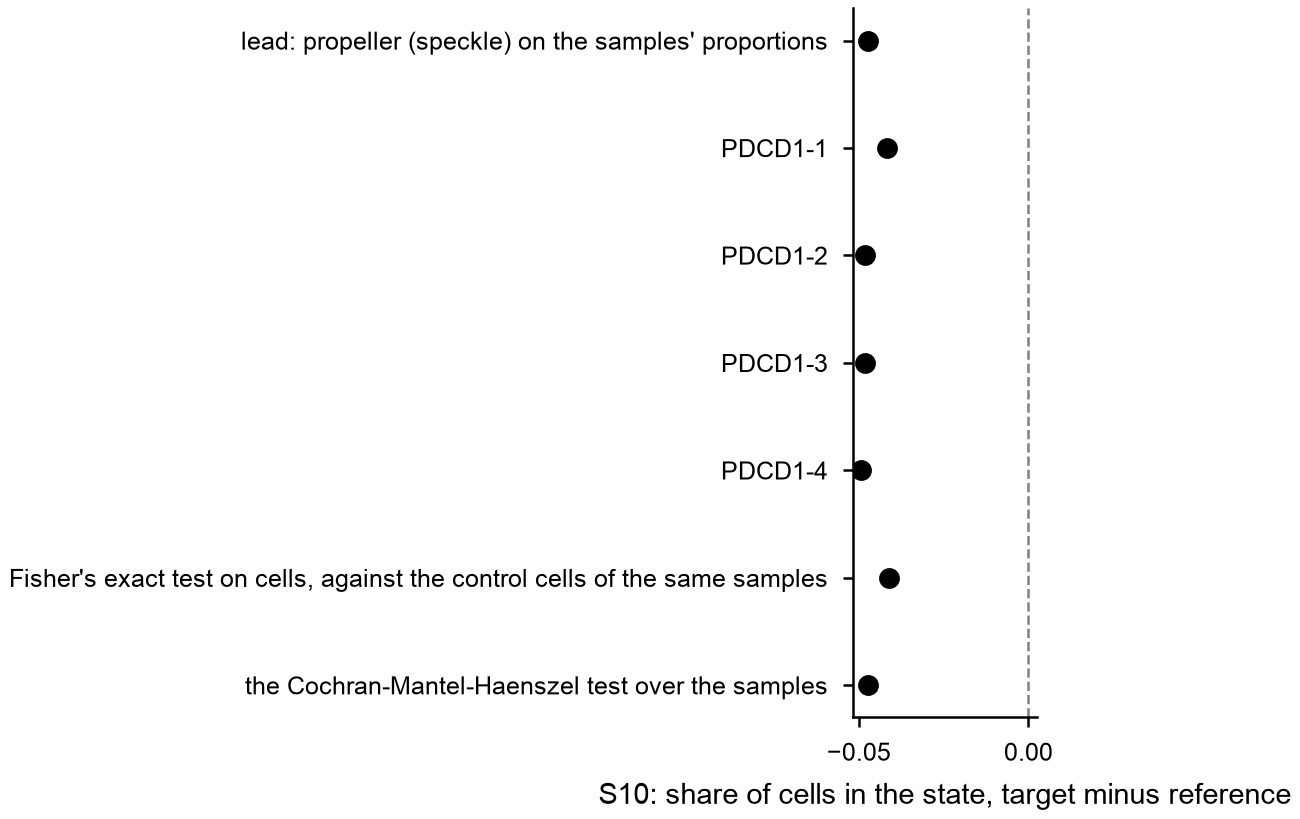 lead: propeller (speckle) on the samples' proportions
PDCD1-1
PDCD1-2
PDCD1-3
PDCD1-4
Fisher's exact test on cells, against the control cells of the same samples
the Cochran-Mantel-Haenszel test over the samples
−0.05 0.00
S10: share of cells in the state, target minus reference